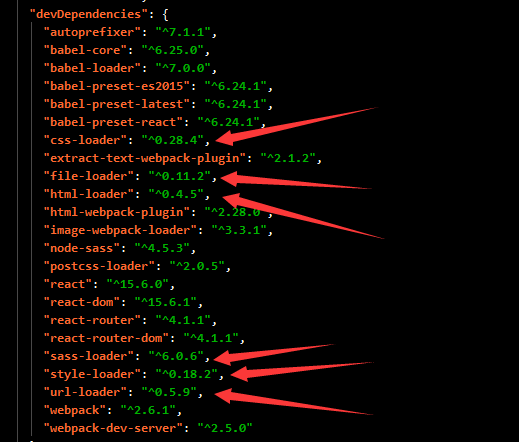 "devDependencies": {
"autoprefixer": "^7.1.1",
"babel-core": "^6.25.0",
"babel-loader": "^7.0.0",
"babel-preset-es2015": "^6.24.1",
"babel-preset-latest": "^6.24.1",
"babel-preset-react": "^6.24.1",
"css-loader": "^0.28.4",
"extract-text-webpack-plugin": "^2.1.2",
"file-loader": "^0.11.2",
"html-loader": "^0.4.5",
"html-webpack-plugin": "^2.28.0",
"image-webpack-loader": "^3.3.1",
"node-sass": "^4.5.3",
"postcss-loader": "^2.0.5",
"react": "^15.6.0",
"react-dom": "^15.6.1",
"react-router": "^4.1.1",
"react-router-dom": "^4.1.1",
"sass-loader": "^6.0.6",
"style-loader": "^0.18.2",
"url-loader": "^0.5.9",
"webpack": "^2.6.1",
"webpack-dev-server": "^2.5.0"